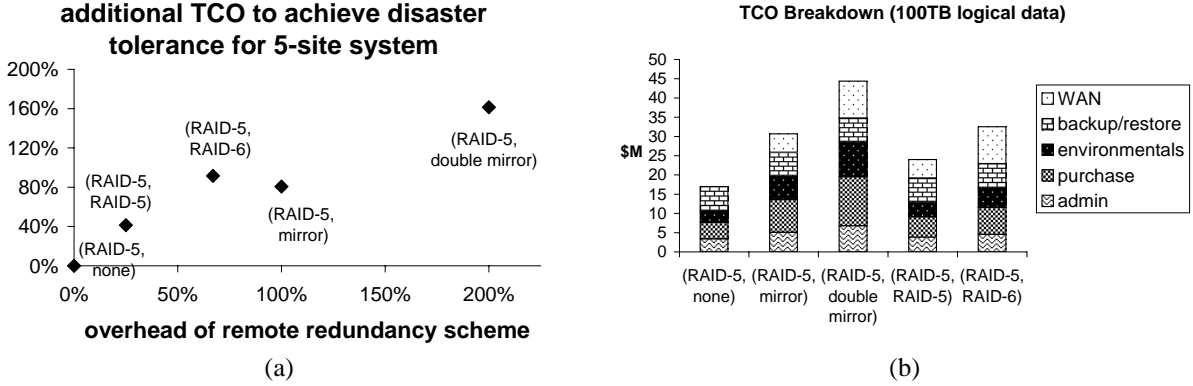 additional TCO to achieve disaster
tolerance for 5-site system
200%
160%
120%
80%
40%
0%
(RAID-5,
RAID-6)
(RAID-5,
double mirror)
(RAID-5,
RAID-5)
(RAID-5,
mirror)
(RAID-5,
none)
0%
50%
100%
150%
200%
overhead of remote redundancy scheme
(a)
TCO Breakdown (100TB logical data)
50
45
40
35
30
25
20
15
10
5
0
$M
WAN
backup/restore
environmentals
purchase
admin
(RAID-5,
none)
(RAID-5,
mirror)
(RAID-5,
double
mirror)
(RAID-5,
RAID-5)
(RAID-5,
RAID-6)
(b)